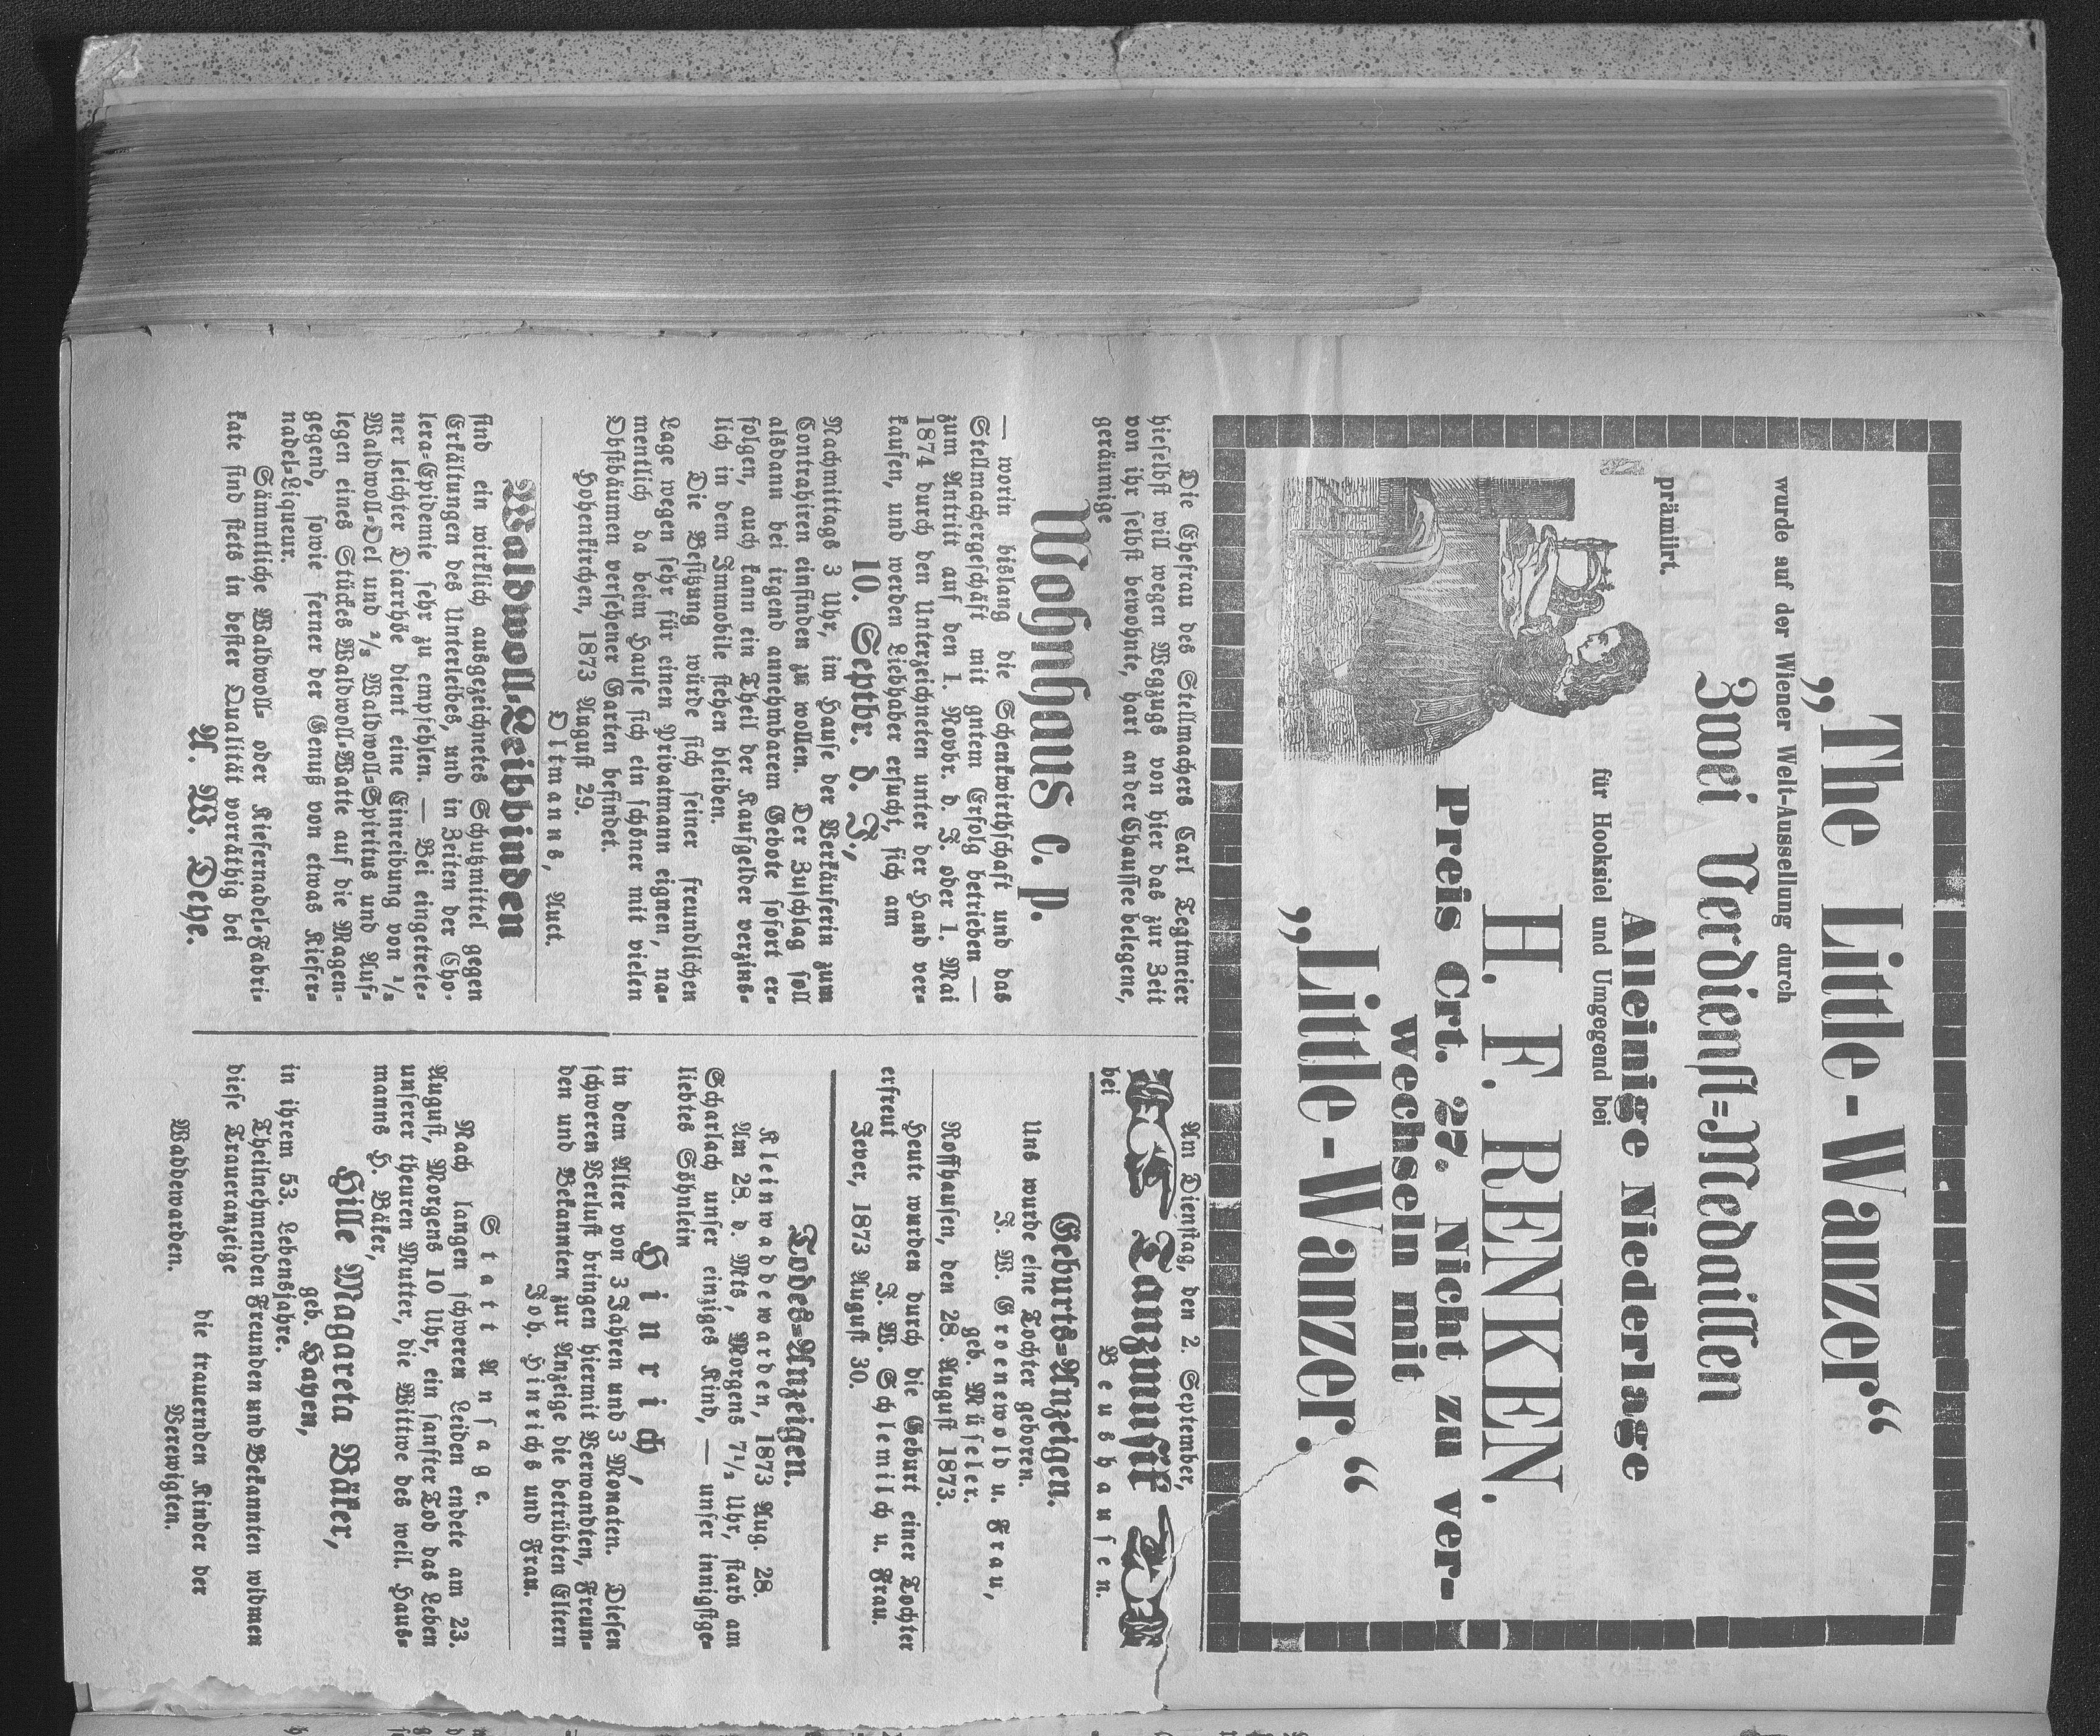 „The Little-Wanzer“
wurde auf der Wiener Welt-Aussellung durch
Zwei Verdienst=Medaillen
prämiirt.
Alleinige Niederlage
für Hooksiel und Umgegend bei
H. F. RENKEN.
Preis Crt. 27. Nicht zu ver-
wechseln mit
„Little-Wanzer.“
Die Ehefrau des Stellmachers Carl Tegtmeier
hieselbst will wegen Wegzugs von hier das zur Zeit
von ihr selbst bewohnte, hart an der Chaussee belegene,
geräumige
Wohnhaus c. p.
— worin bislang die Schenkwirthschaft und das
Stellmachergeschäft mit gutem Erfolg betrieben —
zum Antritt auf den 1. Novbr. d. J. oder 1. Mai
1874 durch den Unterzeichneten unter der Hand ver-
kaufen, und werden Liebhaber ersucht, sich am
10. Septbr. d. J.,
Nachmittags 3 Uhr, im Hause der Verkäuferin zum
Contrahiren einfinden zu wollen. Der Zuschlag soll
alsdann bei irgend annehmbarem Gebote sofort er-
folgen, auch kann ein Theil der Kaufgelder verzins-
lich in dem Immobile stehen bleiben.
Die Besitzung würde sich seiner freundlichen
Lage wegen sehr für einen Privatmann eignen, na-
mentlich da beim Hause sich ein schöner mit vielen
Obstbäumen versehener Garten befindet.
Hohenkirchen, 1873 August 29.
Oltmanns, Auct.
Waldwoll-Leibbinden
sind ein wirklich ausgezeichnetes Schutzmittel gegen
Erkältungen des Unterleibes, und in Zeiten der Cho-
lera-Epidemie sehr zu empfehlen. — Bei eingetrete-
ner leichter Diarrhöe dient eine Einreibung von ¹/₃
Waldwoll-Oel und ²/₃ Waldwoll-Spiritus und Auf-
legen eines Stückes Waldwoll-Watte auf die Magen-
gegend, sowie ferner der Genuß von etwas Kiefer-
nadel-Liqueur.
Sämmtliche Waldwoll- oder Kiefernadel-Fabri-
kate sind stets in bester Qualität vorräthig bei
A. W. Dehe.
Am Dienstag, den 2. September,
Tanzmusik
bei Beushausen.
Geburts=Anzeigen.
Uns wurde eine Tochter geboren.
J. W. Groenewold u. Frau,
geb. Müseler.
Roffhausen, den 28. August 1873.
Heute wurden durch die Geburt einer Tochter
erfreut J. W. Schlemilch u. Frau.
Jever, 1873 August 30.
Todes=Anzeigen.
Kleinwaddewarden, 1873 Aug. 28.
Am 28. d. Mts, Morgens 7¹/₂ Uhr, starb am
Scharlach unser einziges Kind, — unser innigstge-
liebtes Söhnlein
Hinrich,
in dem Alter von 3 Jahren und 3 Monaten. Diesen
schweren Verlust bringen hiermit Verwandten, Freun-
den und Bekannten zur Anzeige die betrübten Eltern
Joh. Hinrichs und Frau.
Statt Ansage.
Nach langen schweren Leiden endete am 23.
August, Morgens 10 Uhr, ein sanfter Tod das Leben
unserer theuren Mutter, die Wittwe des weil. Haus-
manns H. Bäker,
Hille Magareta Bäker,
geb. Hayen,
in ihrem 53. Lebensjahre.
Theilnehmenden Freunden und Bekannten widmen
diese Traueranzeige
die trauernden Kinder der
Waddewarden. Verewigten.